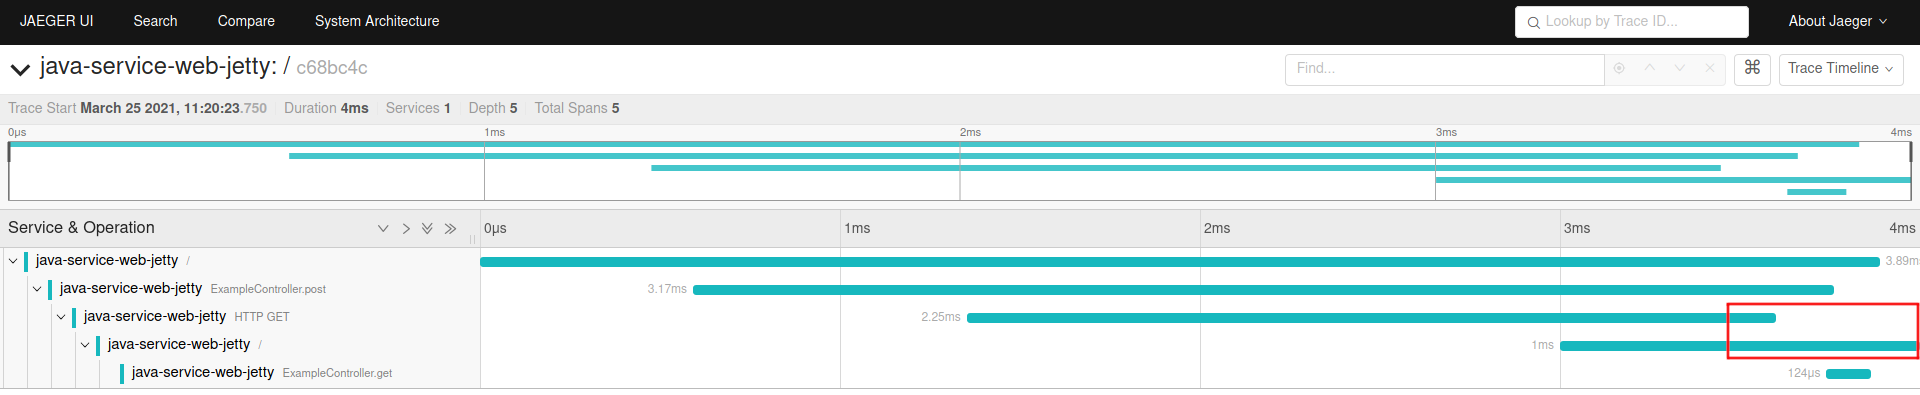 JAEGER UI Search Compare System Architecture Lookup by Trace ID... About Jaeger
java-service-web-jetty: / c68bc4c Find... ⌘ Trace Timeline
Trace Start March 25 2021, 11:20:23.750 Duration 4ms Services 1 Depth 5 Total Spans 5
0μs 1ms 2ms 3ms 4ms
Service & Operation 0μs 1ms 2ms 3ms 4ms
java-service-web-jetty / 3.89m
java-service-web-jetty ExampleController.post 3.17ms
java-service-web-jetty HTTP GET 2.25ms
java-service-web-jetty / 1ms
java-service-web-jetty ExampleController.get 124μs